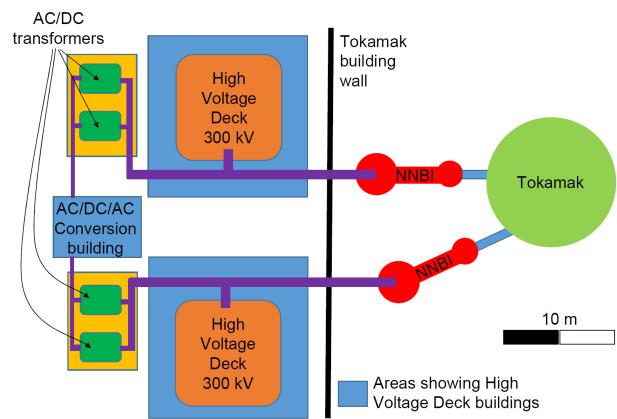 AC/DC
transformers
High
Voltage
Deck
300 kV
Tokamak
building
wall
NNBI
Tokamak
AC/DC/AC
Conversion
building
NNBI
High
Voltage
Deck
300 kV
10 m
Areas showing High
Voltage Deck buildings